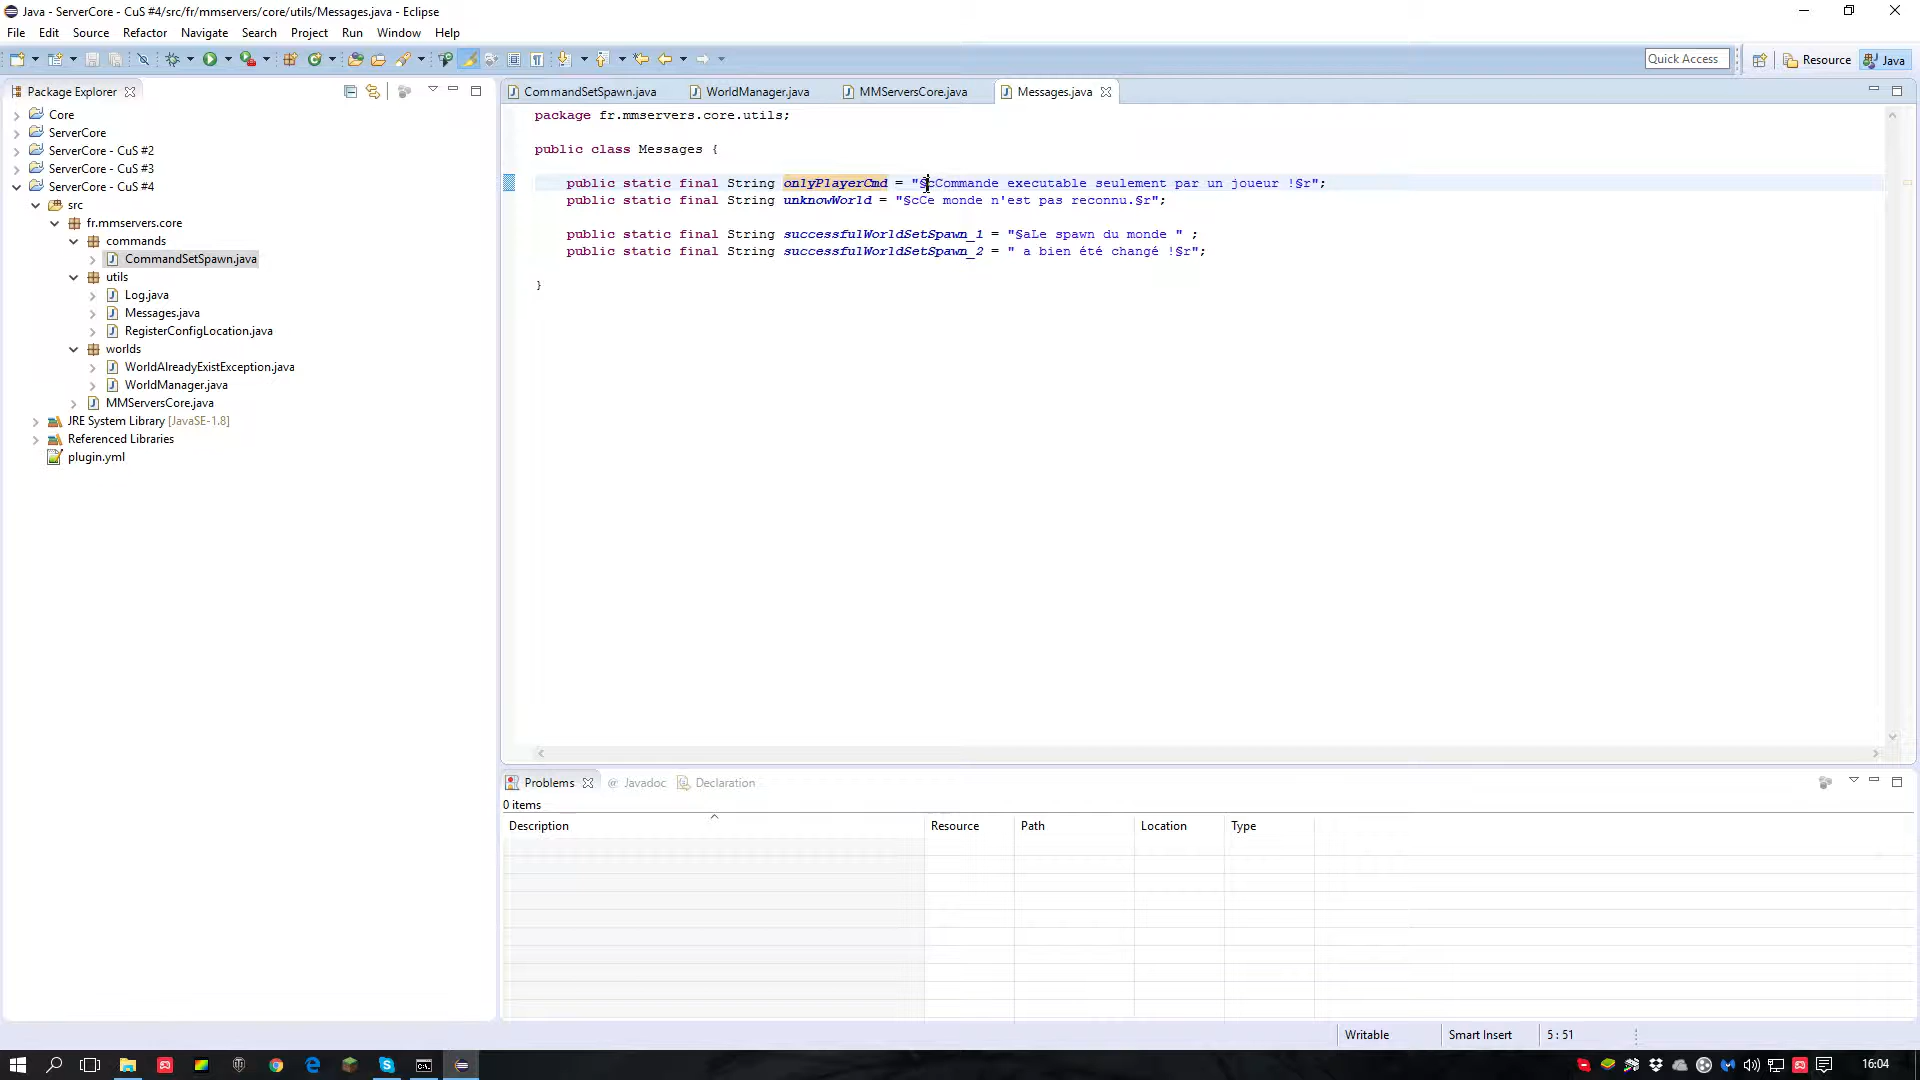 Java - ServerCore - CuS #4/src/fr/mmservers/core/utils/Messages.java - Eclipse
File Edit Source Refactor Navigate Search Project Run Window Help
Quick Access
Resource
Java
Package Explorer
Core
ServerCore
ServerCore - CuS #2
ServerCore - CuS #3
ServerCore - CuS #4
src
fr.mmservers.core
commands
CommandSetSpawn.java
utils
Log.java
Messages.java
RegisterConfigLocation.java
worlds
WorldAlreadyExistException.java
WorldManager.java
MMServersCore.java
JRE System Library [JavaSE-1.8]
Referenced Libraries
plugin.yml
CommandSetSpawn.java WorldManager.java MMServersCore.java Messages.java
package fr.mmservers.core.utils;
public class Messages {
public static final String onlyPlayerCmd = "§cCommande executable seulement par un joueur !§r";
public static final String unknowWorld = "§cCe monde n'est pas reconnu.§r";
public static final String successfulWorldSetSpawn_1 = "§aLe spawn du monde " ;
public static final String successfulWorldSetSpawn_2 = " a bien été changé !§r";
}
Problems @ Javadoc Declaration
0 items
Description Resource Path Location Type
Writable Smart Insert 5 : 51
16:04